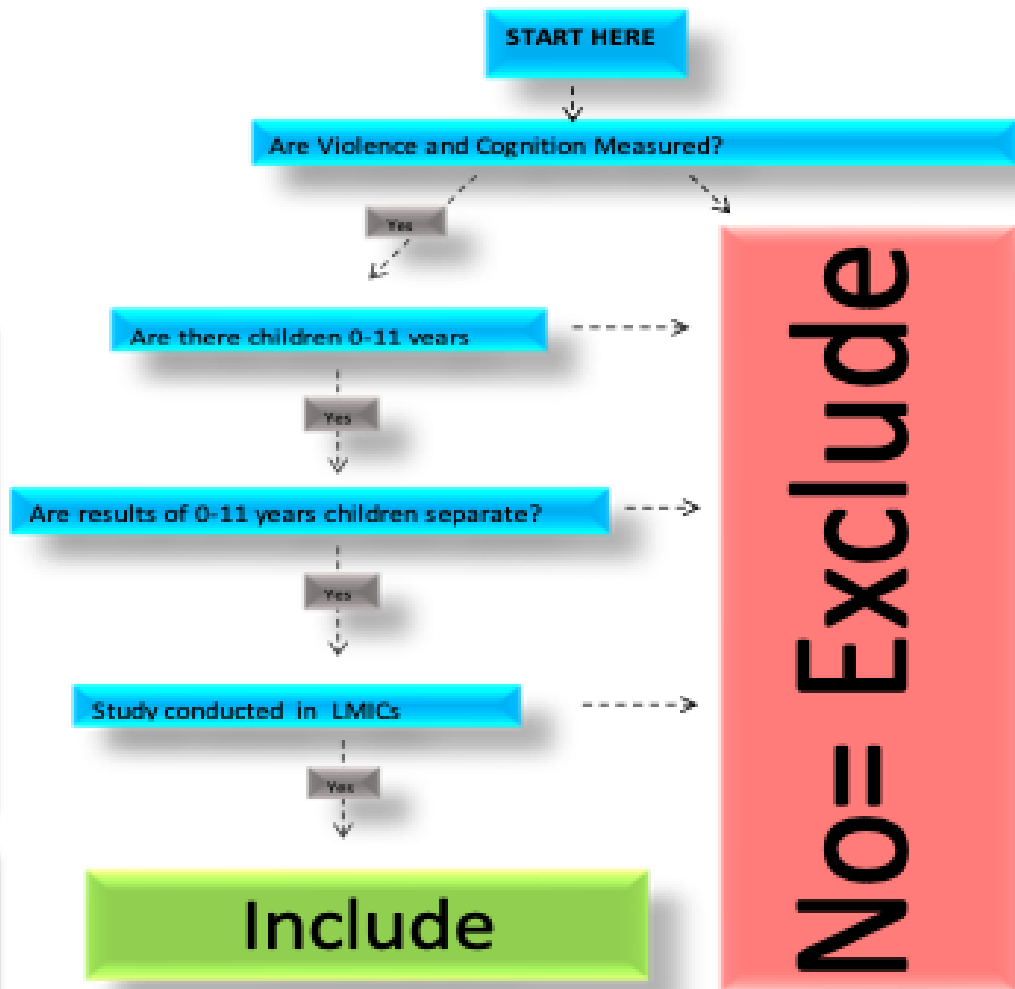 START HERE
Are Violence and Cognition Measured?
Yes
Are there children 0-11 years
Yes
Are results of 0-11 years children separate?
Yes
Study conducted in LMICs
Yes
Include
No= Exclude